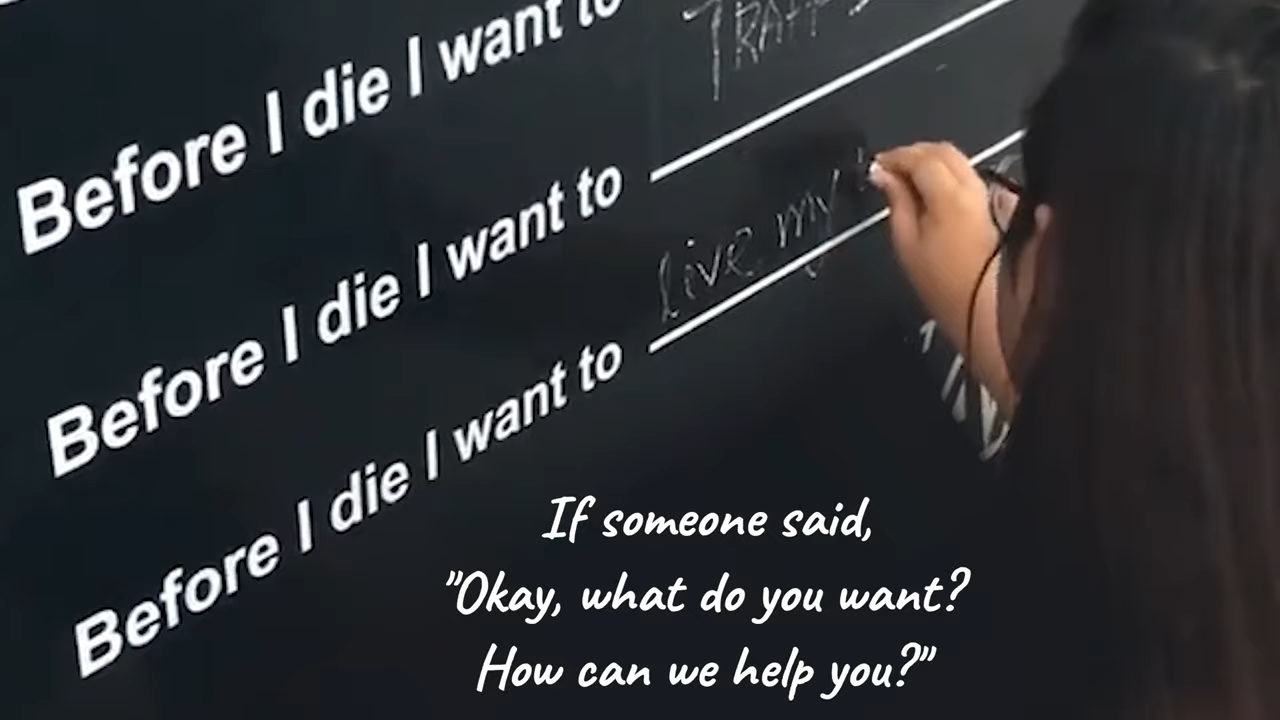 Before I die I want to
Before I die I want to
Live my
Before I die I want to
If someone said,
"Okay, what do you want?
How can we help you?"